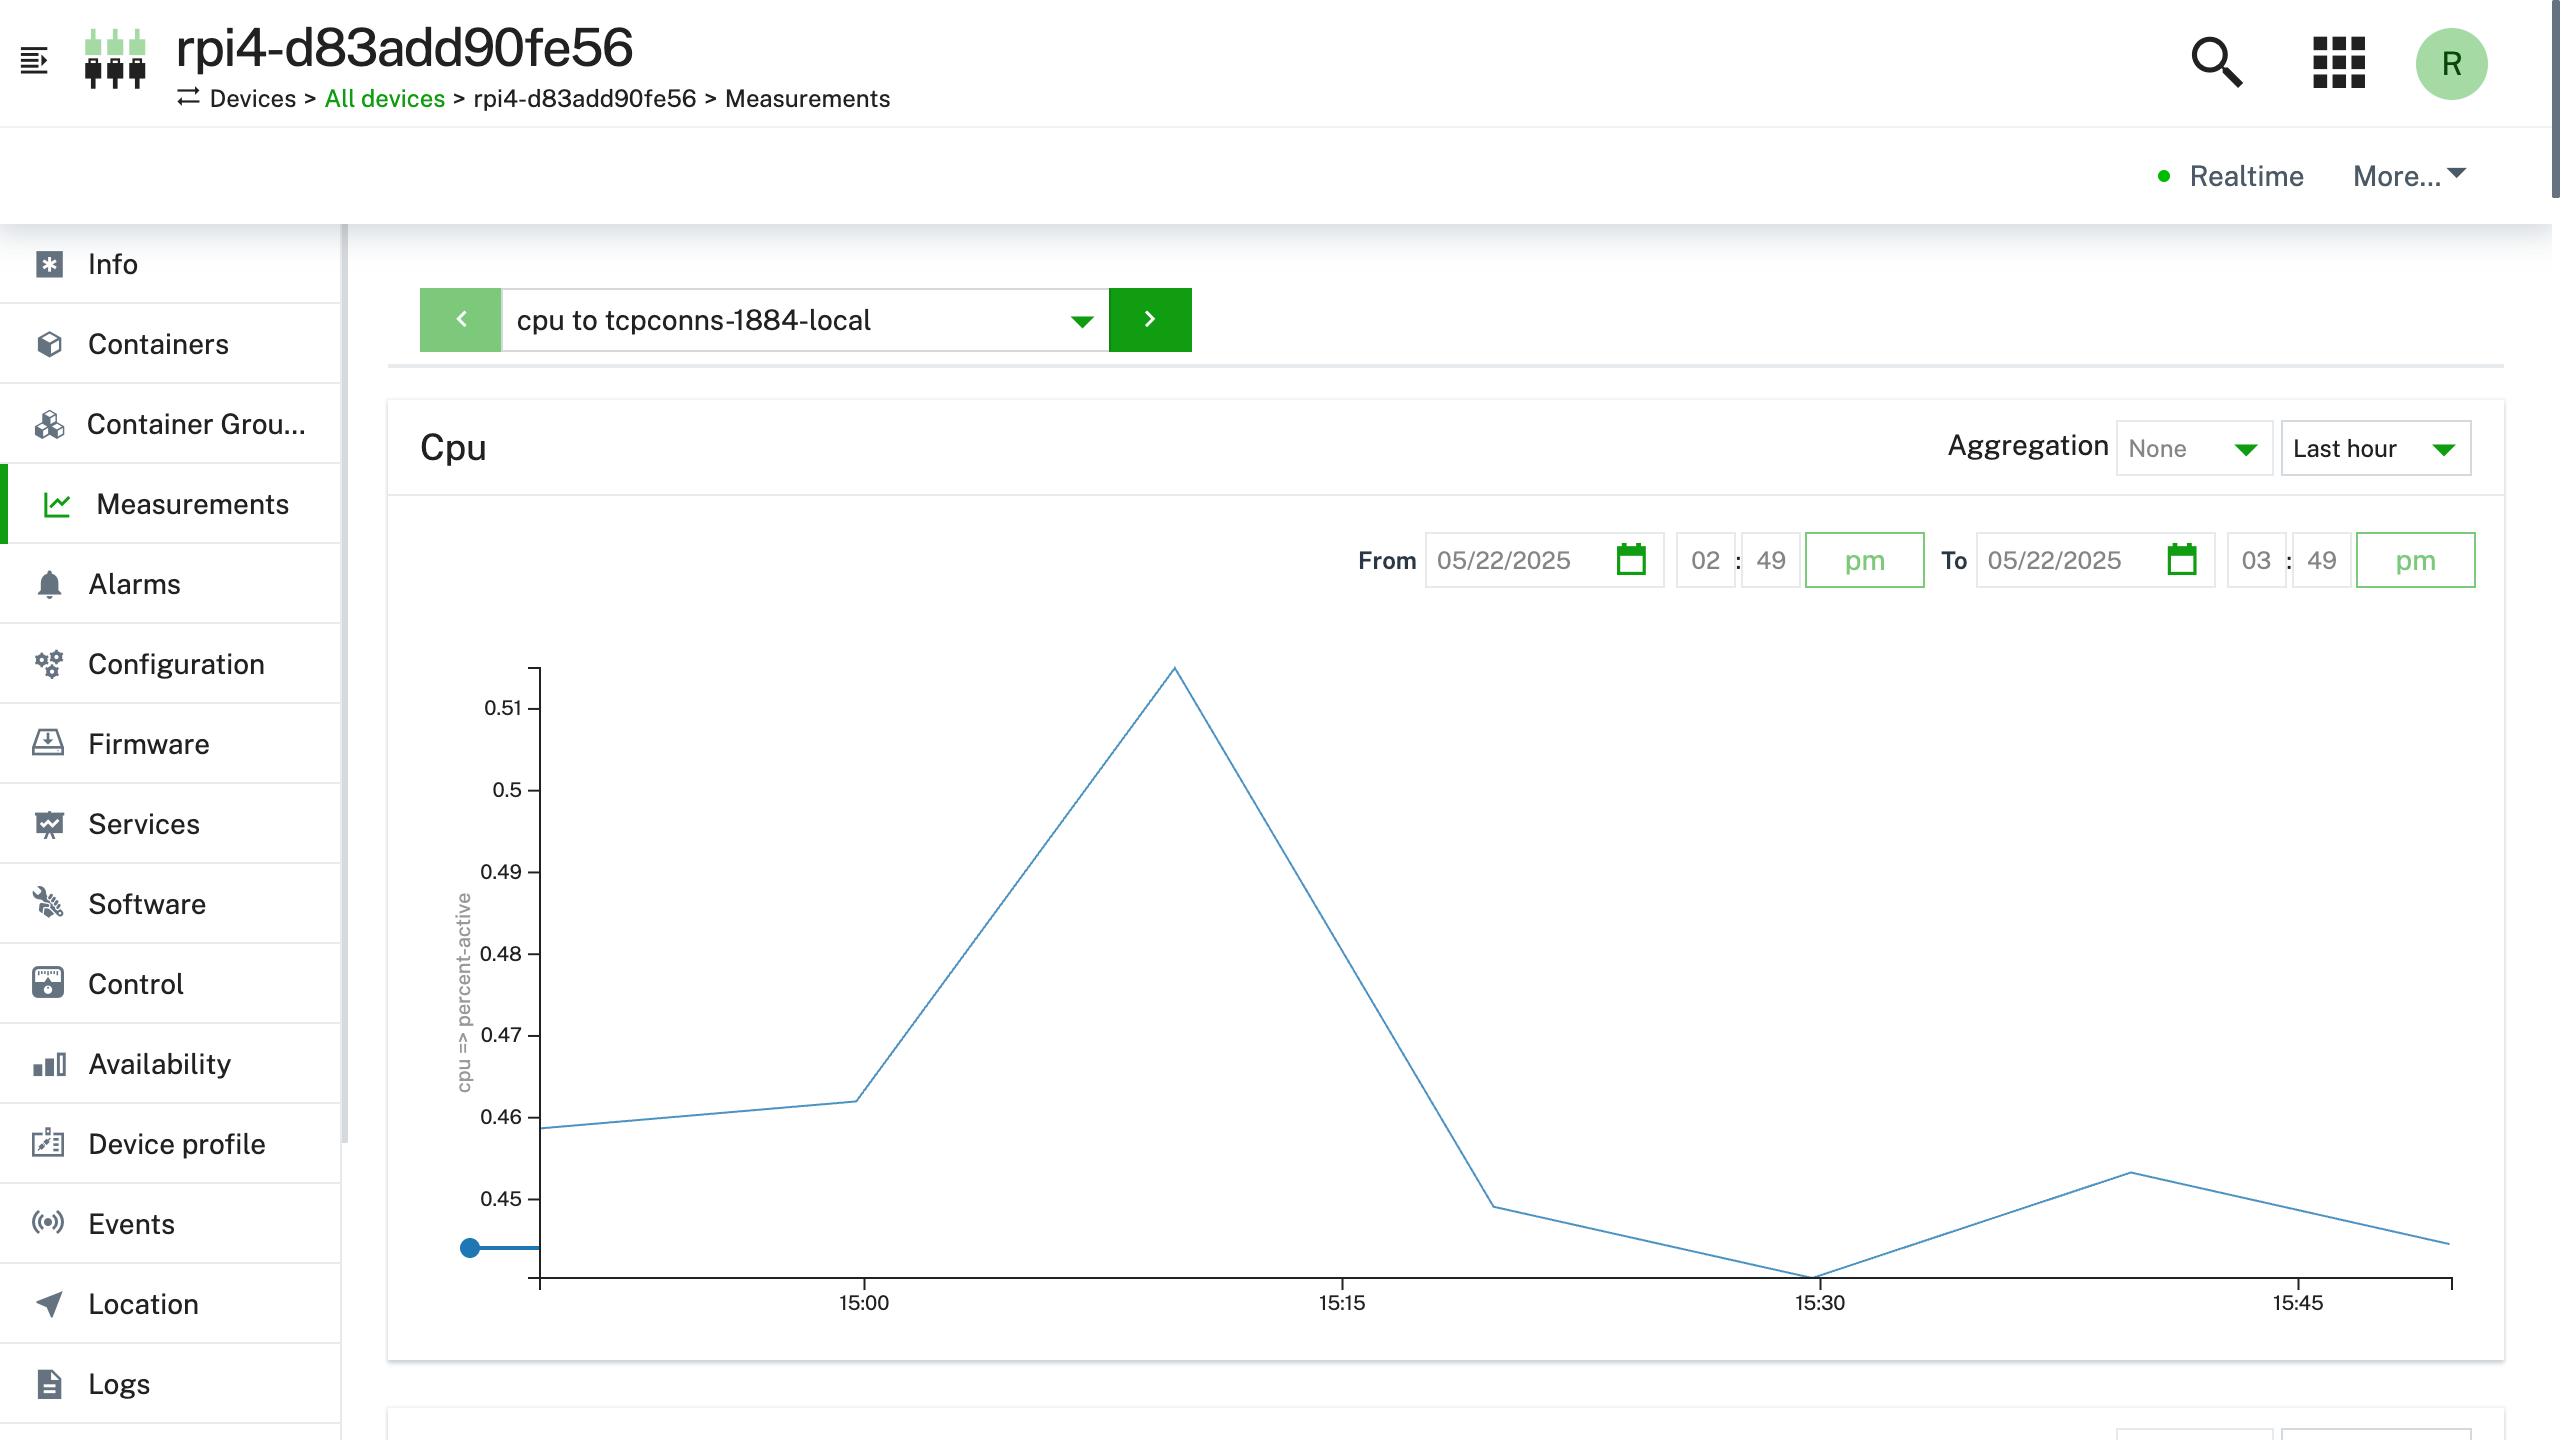 rpi4-d83add90fe56
Devices > All devices > rpi4-d83add90fe56 > Measurements
R
Realtime
More...
Info
Containers
Container Grou...
Measurements
Alarms
Configuration
Firmware
Services
Software
Control
Availability
Device profile
Events
Location
Logs
cpu to tcpconns-1884-local
Cpu
Aggregation None Last hour
From 05/22/2025 02 : 49 pm To 05/22/2025 03 : 49 pm
cpu => percent-active
0.51
0.5
0.49
0.48
0.47
0.46
0.45
15:00 15:15 15:30 15:45